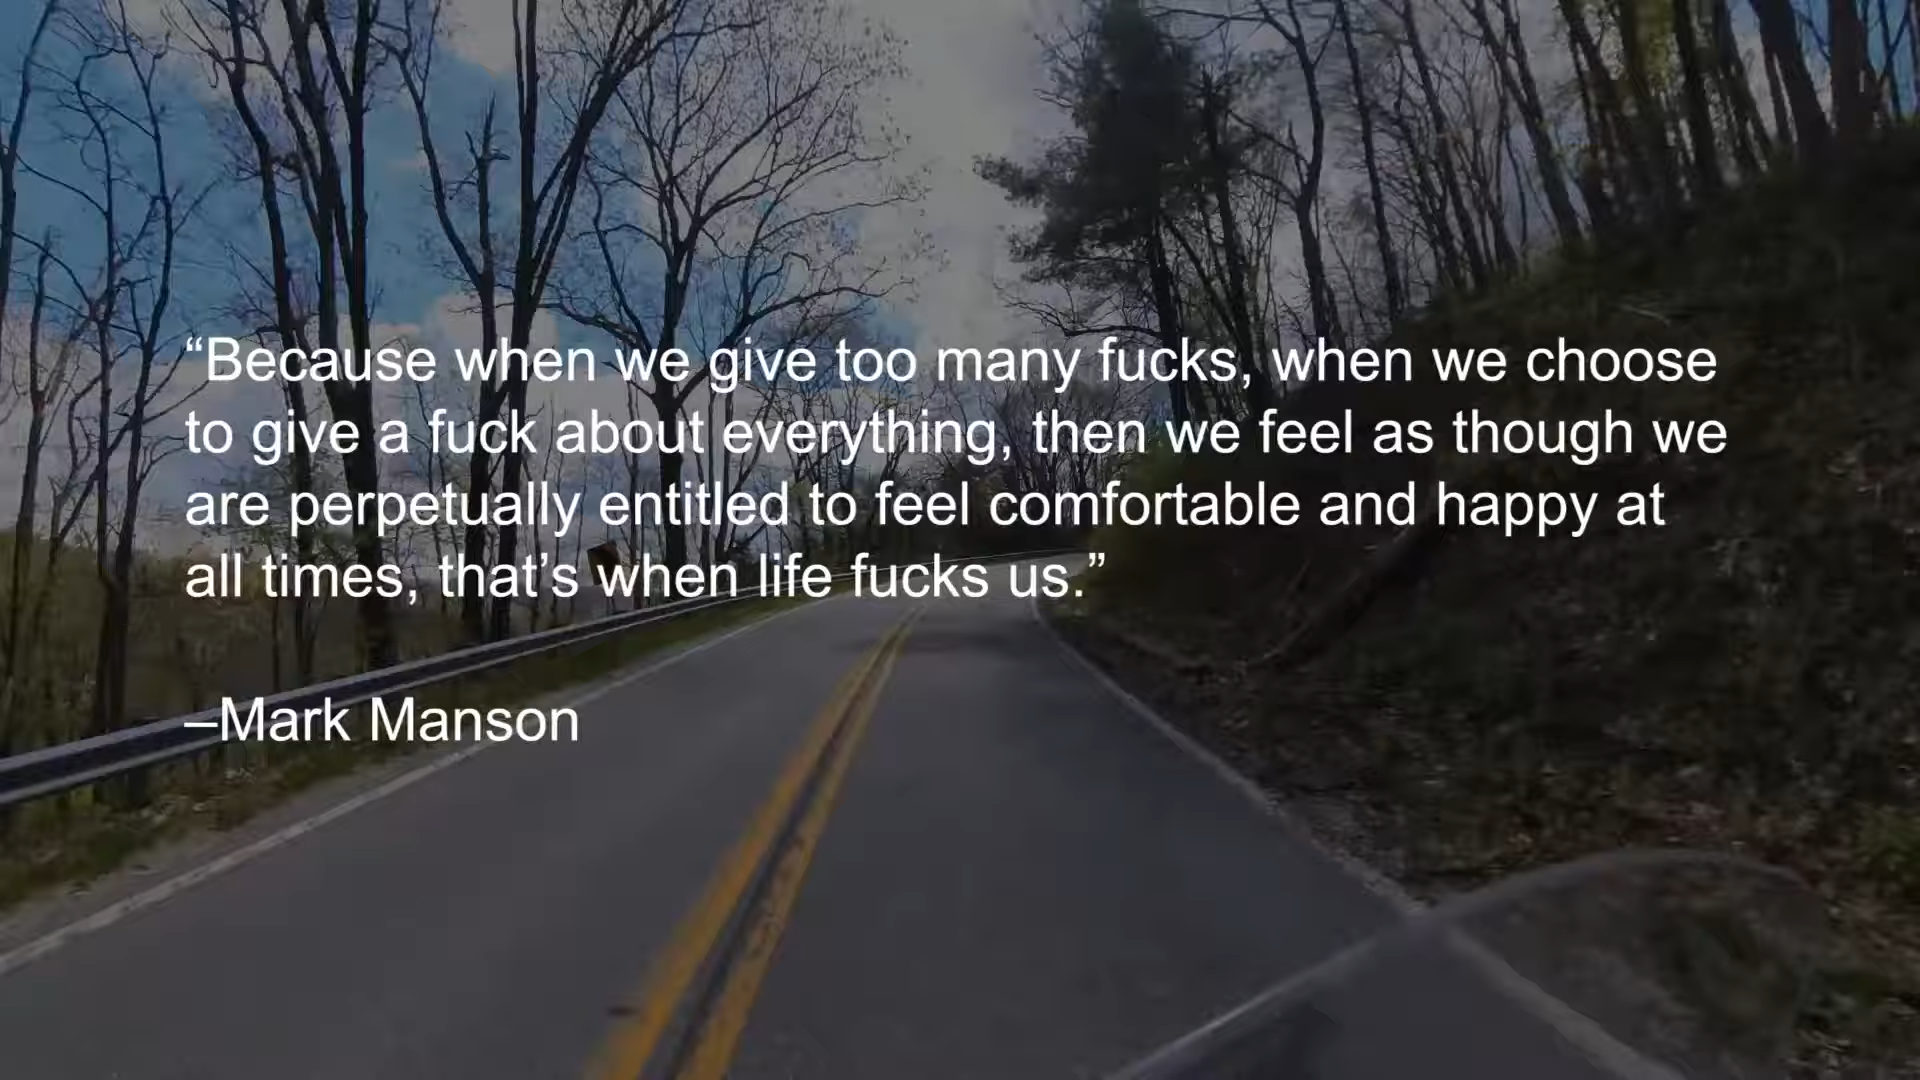 “Because when we give too many fucks, when we choose
to give a fuck about everything, then we feel as though we
are perpetually entitled to feel comfortable and happy at
all times, that’s when life fucks us.”
–Mark Manson